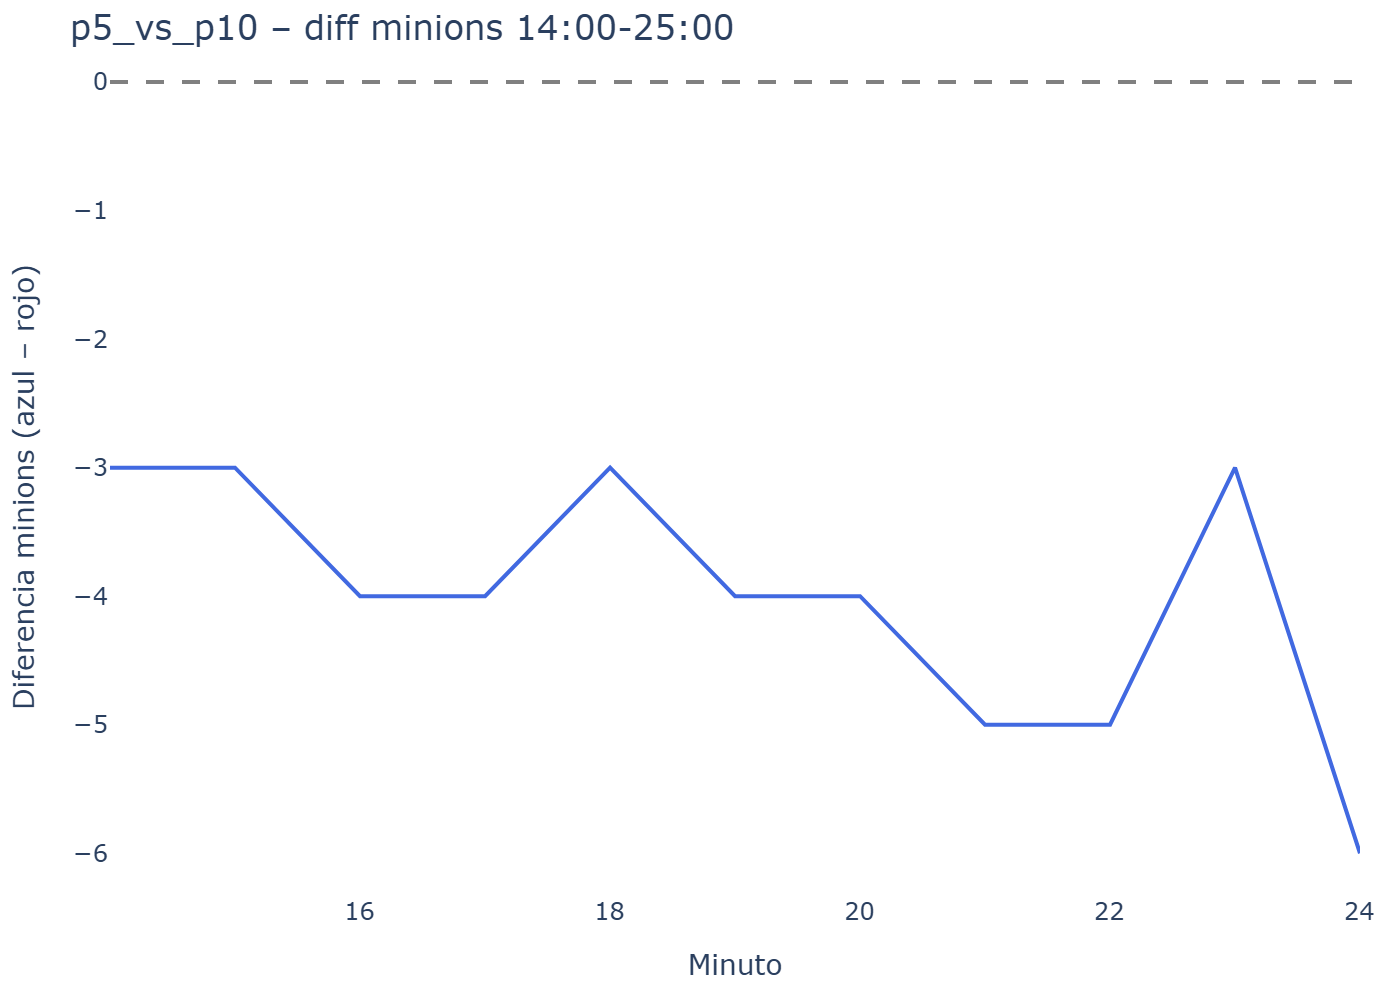 p5_vs_p10 – diff minions 14:00-25:00
0
−1
−2
−3
−4
−5
−6
Diferencia minions (azul – rojo)
16 18 20 22 24
Minuto